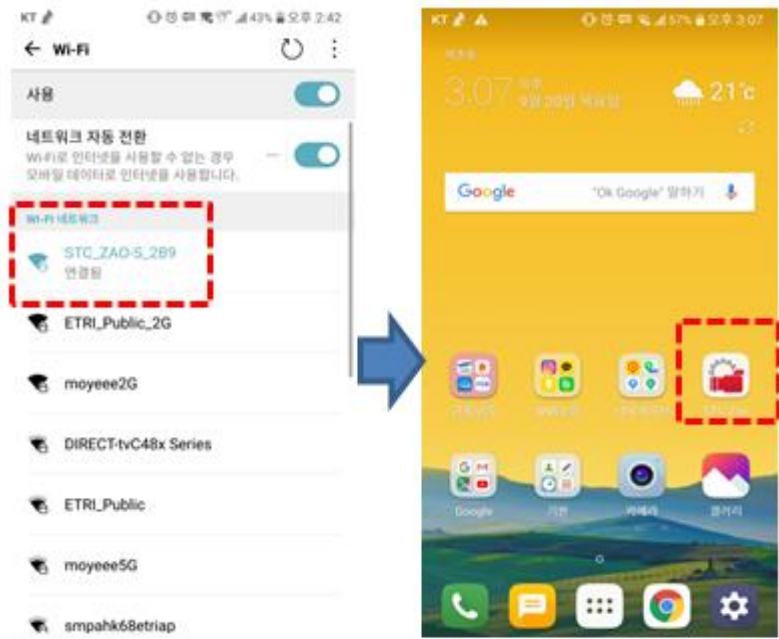 KT 43% 오후 2:42
Wi-Fi
사용
네트워크 자동 전환
Wi-Fi로 인터넷을 사용할 수 없는 경우
모바일 데이터로 인터넷을 사용합니다.
Wi-Fi 네트워크
STC_ZAO-S_2B9
연결됨
ETRI_Public_2G
moyeee2G
DIRECT-tvC48x Series
ETRI_Public
moyeee5G
smpahk68etriap
KT 57% 오후 3:07
3:07 오후
21°c
Google "Ok Google" 말하기
Google 기본 카메라 갤러리